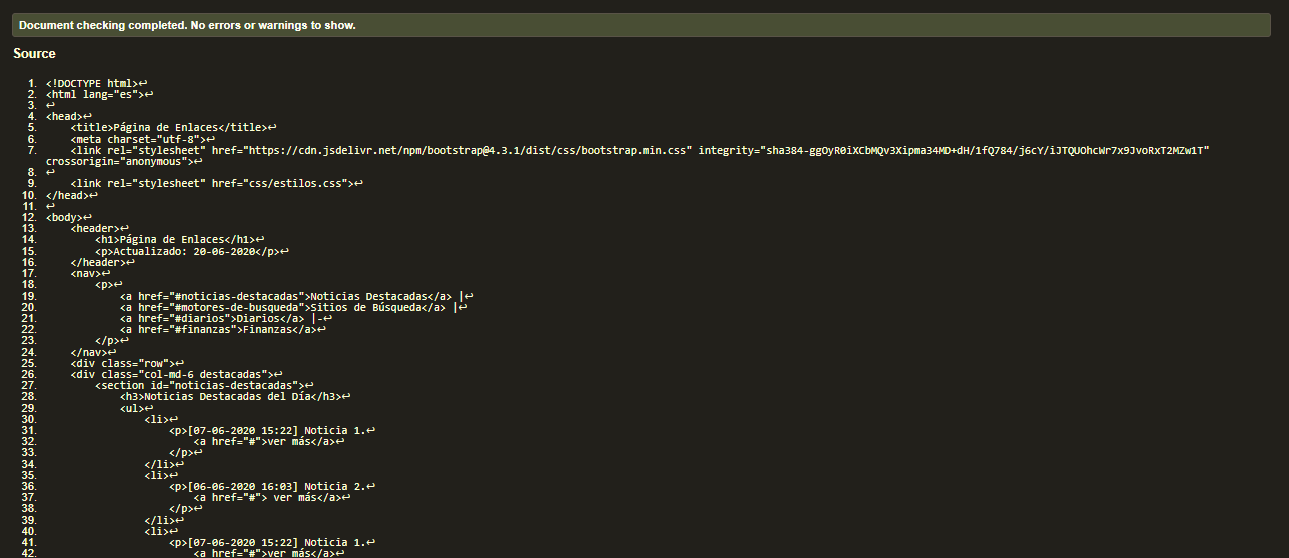 Document checking completed. No errors or warnings to show.
Source
1. <!DOCTYPE html>↩
2. <html lang="es">↩
3. ↩
4. <head>↩
5. <title>Página de Enlaces</title>↩
6. <meta charset="utf-8">↩
7. <link rel="stylesheet" href="https://cdn.jsdelivr.net/npm/bootstrap@4.3.1/dist/css/bootstrap.min.css" integrity="sha384-ggOyR0iXCbMQv3Xipma34MD+dH/1fQ784/j6cY/iJTQUOhcWr7x9JvoRxT2MZw1T"
crossorigin="anonymous">↩
8. ↩
9. <link rel="stylesheet" href="css/estilos.css">↩
10. </head>↩
11. ↩
12. <body>↩
13. <header>↩
14. <h1>Página de Enlaces</h1>↩
15. <p>Actualizado: 20-06-2020</p>↩
16. </header>↩
17. <nav>↩
18. <p>↩
19. <a href="#noticias-destacadas">Noticias Destacadas</a> |↩
20. <a href="#motores-de-busqueda">Sitios de Búsqueda</a> |↩
21. <a href="#diarios">Diarios</a> |-↩
22. <a href="#finanzas">Finanzas</a>↩
23. </p>↩
24. </nav>↩
25. <div class="row">↩
26. <div class="col-md-6 destacadas">↩
27. <section id="noticias-destacadas">↩
28. <h3>Noticias Destacadas del Día</h3>↩
29. <ul>↩
30. <li>↩
31. <p>[07-06-2020 15:22] Noticia 1.↩
32. <a href="#">ver más</a>↩
33. </p>↩
34. </li>↩
35. <li>↩
36. <p>[06-06-2020 16:03] Noticia 2.↩
37. <a href="#"> ver más</a>↩
38. </p>↩
39. </li>↩
40. <li>↩
41. <p>[07-06-2020 15:22] Noticia 1.↩
42. <a href="#">ver más</a>↩